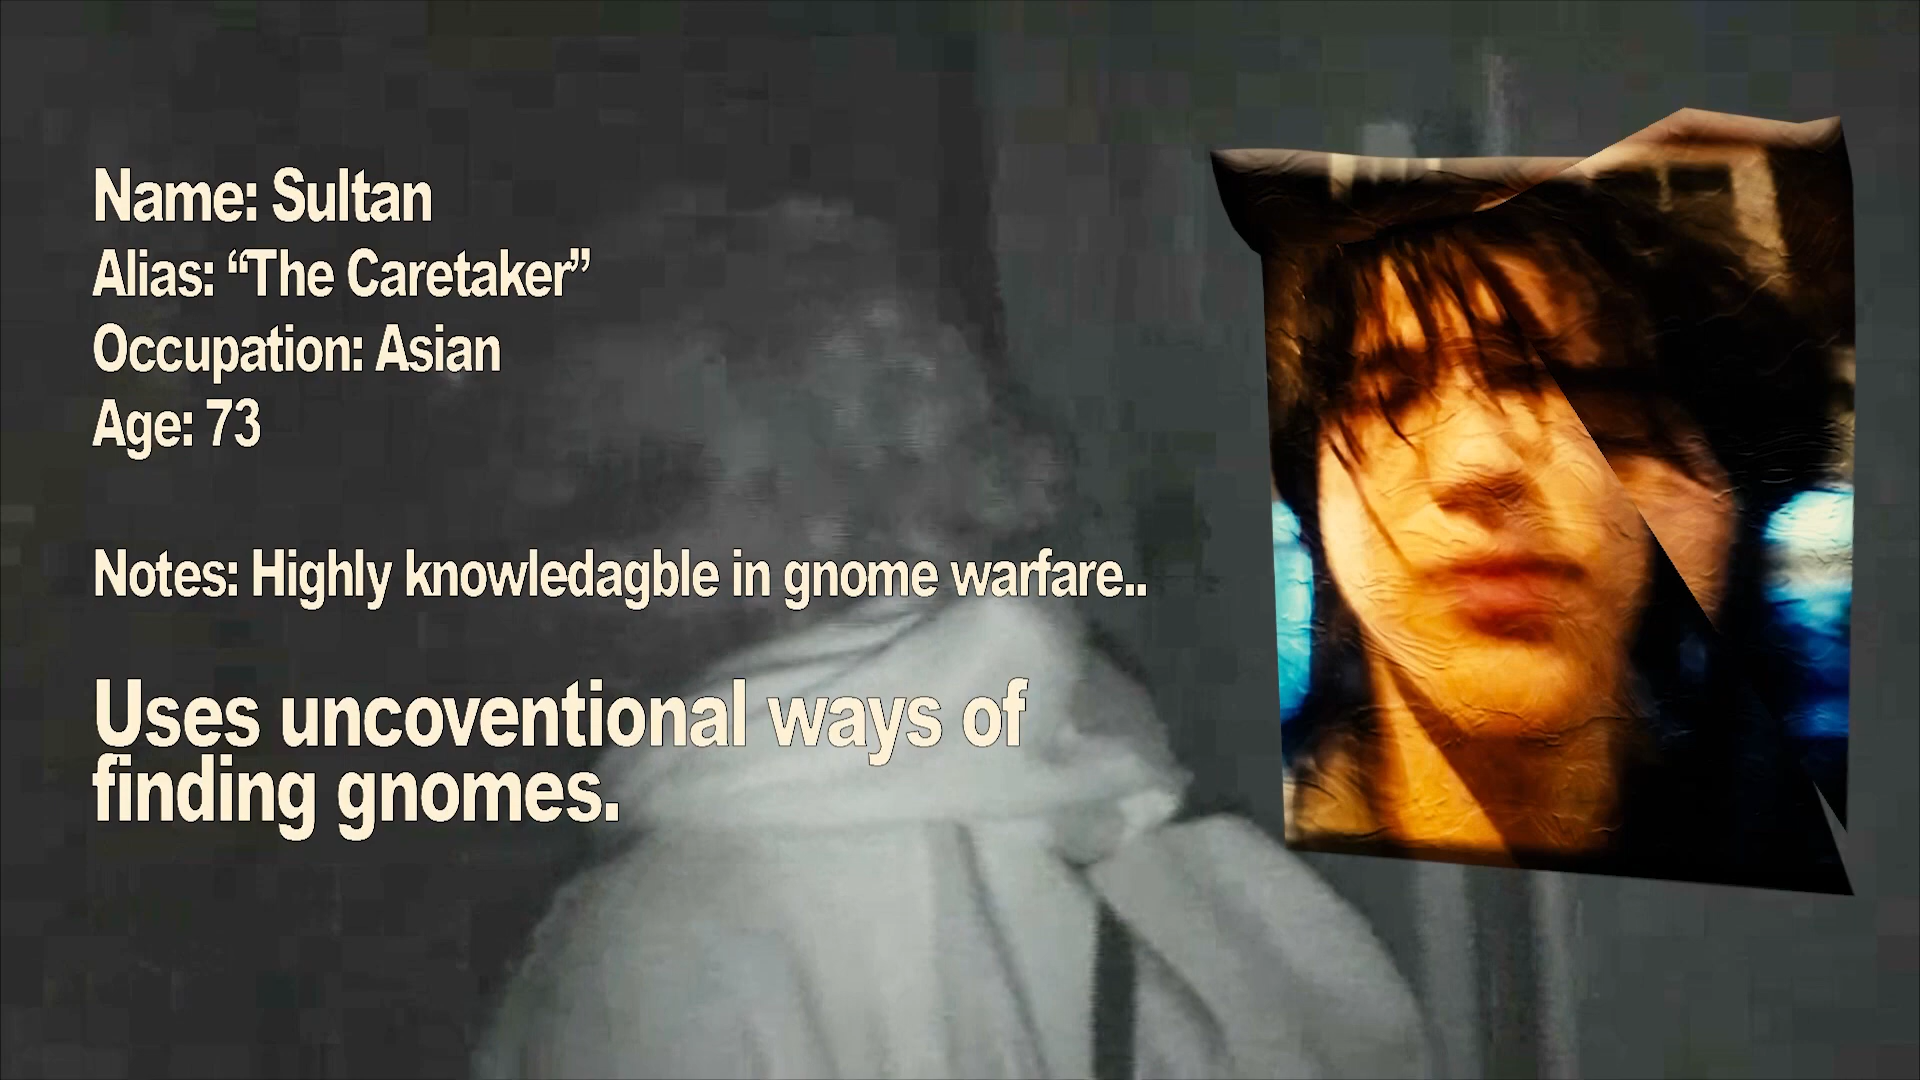 Name: Sultan
Alias: “The Caretaker”
Occupation: Asian
Age: 73
Notes: Highly knowledagble in gnome warfare..
Uses uncoventional ways of
finding gnomes.